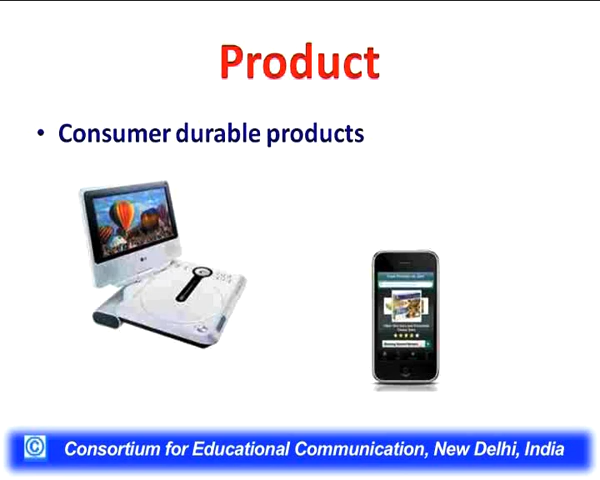 Product
• Consumer durable products
© Consortium for Educational Communication, New Delhi, India